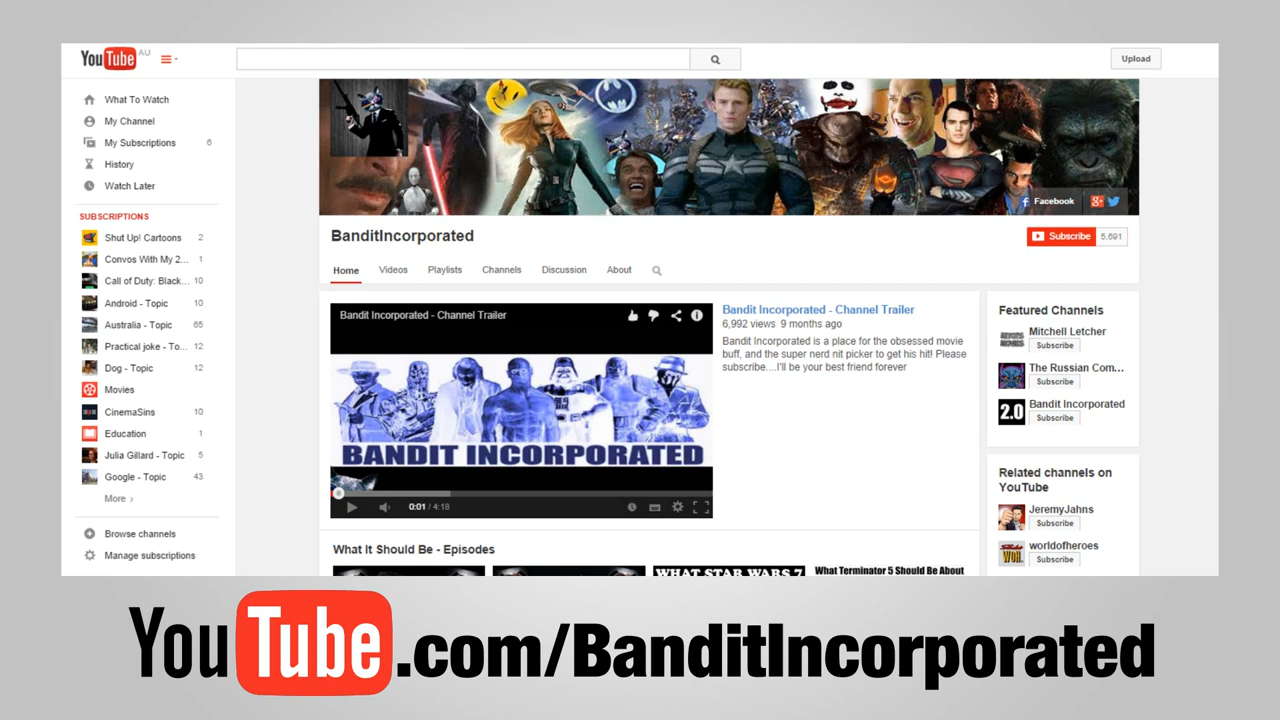 YouTube AU
Upload
What To Watch
My Channel
My Subscriptions 6
History
Watch Later
SUBSCRIPTIONS
Shut Up! Cartoons 2
Convos With My 2... 1
Call of Duty: Black... 10
Android - Topic 10
Australia - Topic 65
Practical joke - To... 12
Dog - Topic 12
Movies
CinemaSins 10
Education 1
Julia Gillard - Topic 5
Google - Topic 43
More ›
Browse channels
Manage subscriptions
Facebook
BanditIncorporated
Subscribe 5,691
Home Videos Playlists Channels Discussion About
Bandit Incorporated - Channel Trailer
BANDIT INCORPORATED
0:01 / 4:18
Bandit Incorporated - Channel Trailer
6,992 views 9 months ago
Bandit Incorporated is a place for the obsessed movie
buff, and the super nerd nit picker to get his hit! Please
subscribe....I'll be your best friend forever
What It Should Be - Episodes
WHAT STAR WARS 7
What Terminator 5 Should Be About
Featured Channels
Mitchell Letcher
Subscribe
The Russian Com...
Subscribe
2.0
Bandit Incorporated
Subscribe
Related channels on
YouTube
JeremyJahns
Subscribe
worldofheroes
Subscribe
YouTube.com/BanditIncorporated